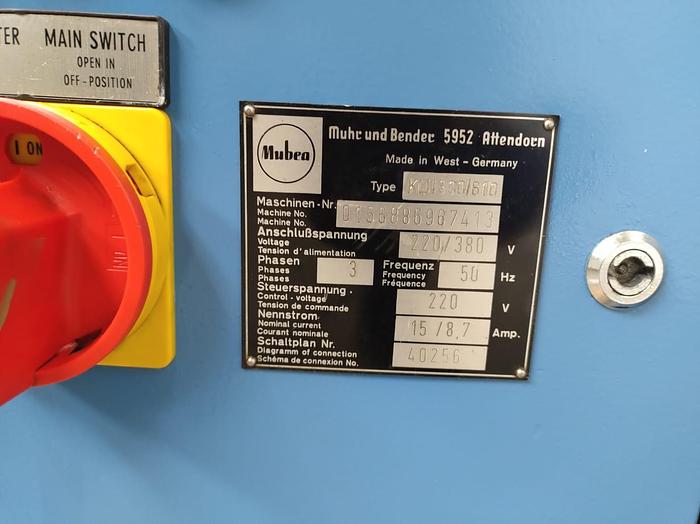 TER MAIN SWITCH
OPEN IN
OFF-POSITION
I ON
Mubea
Muhr und Bender 5952 Attendorn
Made in West - Germany
Type
Maschinen-Nr.
Machine No.
Machine No.
Anschlußspannung
Voltage 220/380 V
Tension d'alimentation
Phasen
Phases 3
Phases
Frequenz
Frequency 50 Hz
Fréquence
Steuerspannung
Control-voltage 220 V
Tension de commande
Nennstrom
Nominal current 15/8,7 Amp.
Courant nominale
Schaltplan Nr.
Diagramm of connection 40256
Schéma de connexion No.